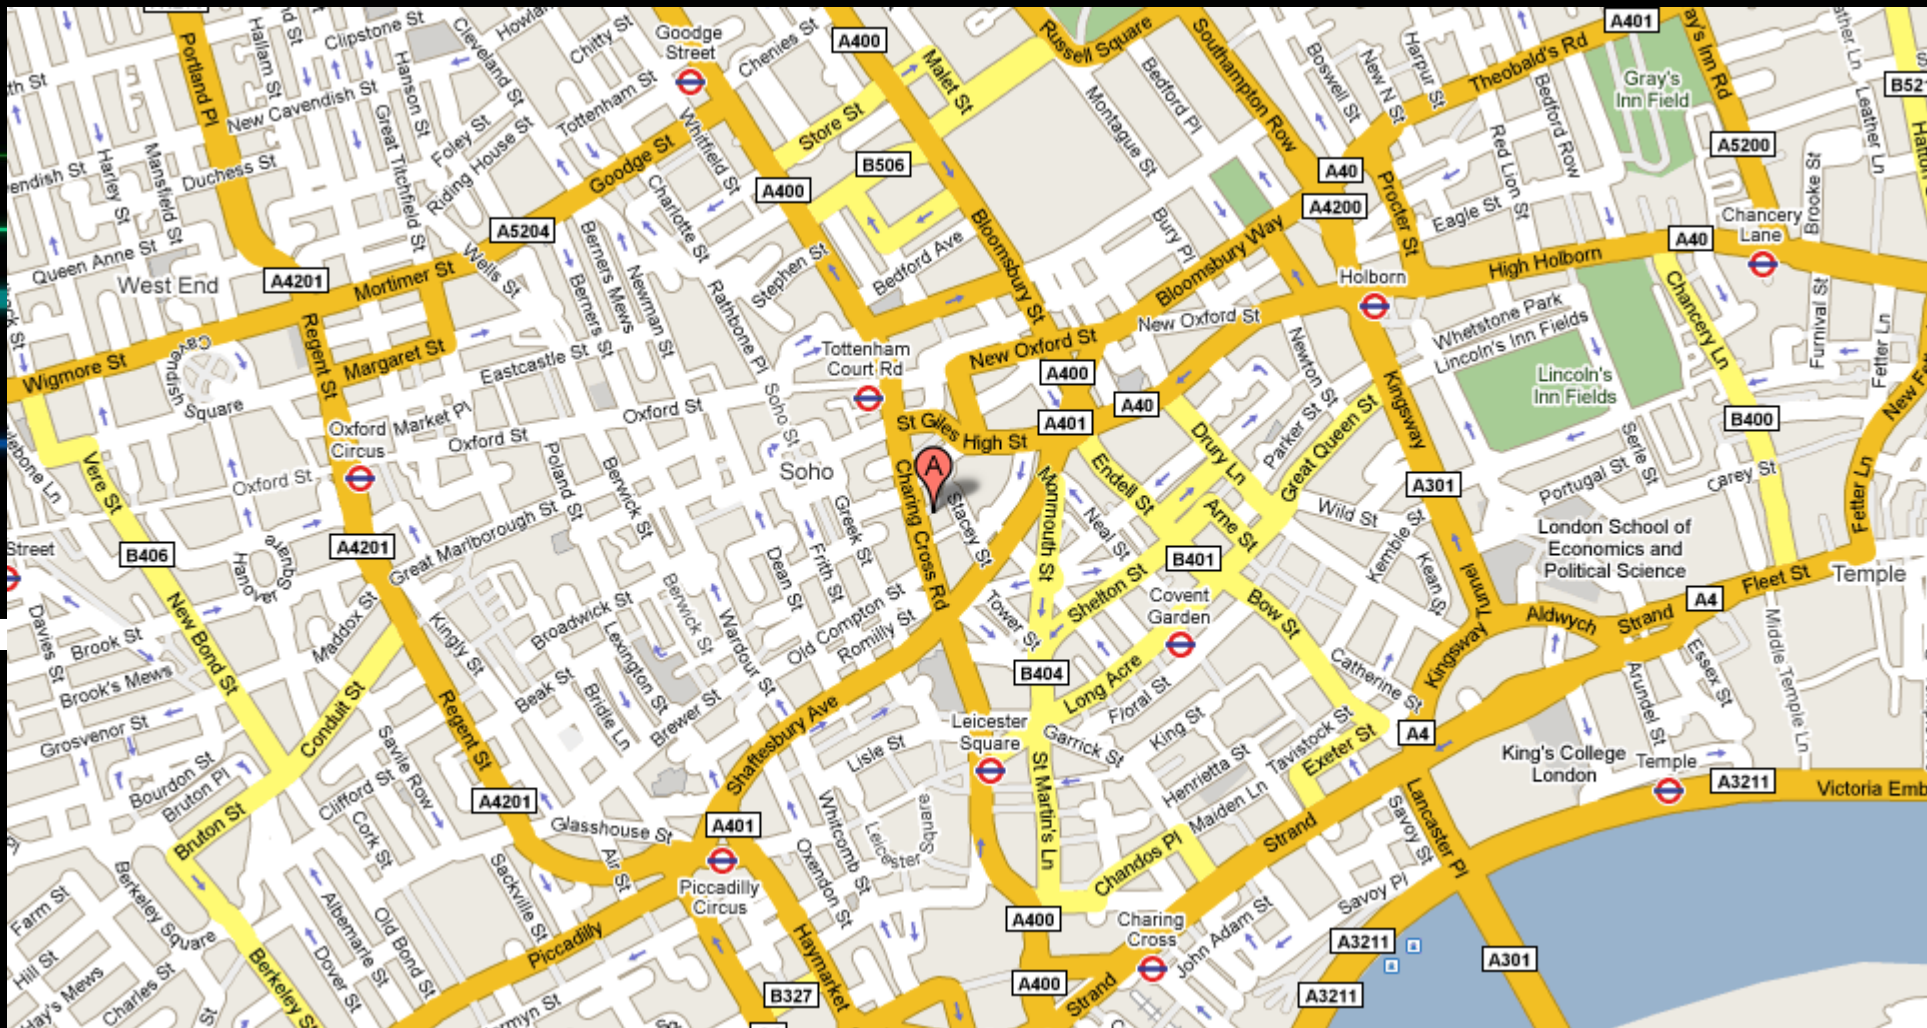 Portland Pl
Hallam St
Clipstone St
Cleveland St
Chitty St
Goodge
Street
Chenies St
A400
Malet St
Russell Square
Southampton Row
Boswell St
New N St
Harpur St
Theobald's Rd
A401
Gray's
Inn Field
B521
New Cavendish St
Hanson St
Foley St
Tottenham St
Whitfield St
Store St
B506
Montague St
Bedford Pl
Red Lion St
Bedford Row
A5200
Leather Ln
Harley St
Mansfield St
Duchess St
Great Titchfield St
Riding House St
Goodge St
Charlotte St
A400
A40
A4200
Procter St
Eagle St
Brooke St
Chancery
Lane
Queen Anne St
West End
A4201
Mortimer St
Wells St
A5204
Berners Mews
Berners St
Newman St
Rathbone Pl
Stephen St
Bedford Ave
Bloomsbury St
Bury Pl
Bloomsbury Way
Holborn
High Holborn
A40
Furnival St
Fetter Ln
Wigmore St
Cavendish
Square
Regent St
Margaret St
Eastcastle St
Tottenham
Court Rd
New Oxford St
New Oxford St
A400
Newton St
Whetstone Park
Lincoln's Inn Fields
Lincoln's
Inn Fields
Chancery Ln
B400
Oxford
Circus
Market Pl
Oxford St
Oxford St
Oxford St
Soho St
Soho
St Giles
High St
A401
A40
Drury Ln
Parker St
Great Queen St
Kingsway
A301
Portugal St
Serle St
Carey St
Fetter Ln
Vere St
B406
Hanover
Square
A4201
Great Marlborough St
Poland St
Berwick St
Dean St
Frith St
Greek St
Charing Cross Rd
A
Stacey St
Monmouth St
Endell St
Neal St
Arne St
B401
Wild St
Kemble St
Kean St
London School of
Economics and
Political Science
Temple
Street
Davies St
Brook St
Brook's Mews
New Bond St
Maddox St
Kingly St
Broadwick St
Lexington St
Berwick St
Wardour St
Old Compton St
Romilly St
Tower St
Shelton St
Covent
Garden
Bow St
Kingsway
Tunnel
Aldwych
Strand
A4
Fleet St
Middle Temple Ln
Grosvenor St
Conduit St
Savile Row
Regent St
Beak St
Bridle Ln
Brewer St
Shaftesbury Ave
Lisle St
Leicester
Square
B404
Long Acre
Floral St
Garrick St
King St
Catherine St
Tavistock St
Exeter St
A4
Arundel St
Essex St
King's College
London
Temple
A3211
Victoria Emb
Bourdon St
Bruton Pl
Bruton St
Clifford St
Cork St
A4201
Glasshouse St
Air St
A401
Piccadilly
Circus
Whitcomb St
Oxendon St
Leicester
Square
St Martin's Ln
Henrietta St
Maiden Ln
Chandos Pl
Strand
Savoy St
Lancaster Pl
Savoy Pl
Farm St
Hill St
Hay's Mews
Charles St
Berkeley Square
Berkeley St
Albemarle St
Dover St
Old Bond St
Sackville St
Piccadilly
Haymarket
B327
A400
A400
Charing
Cross
Strand
John Adam St
A3211
A3211
A301